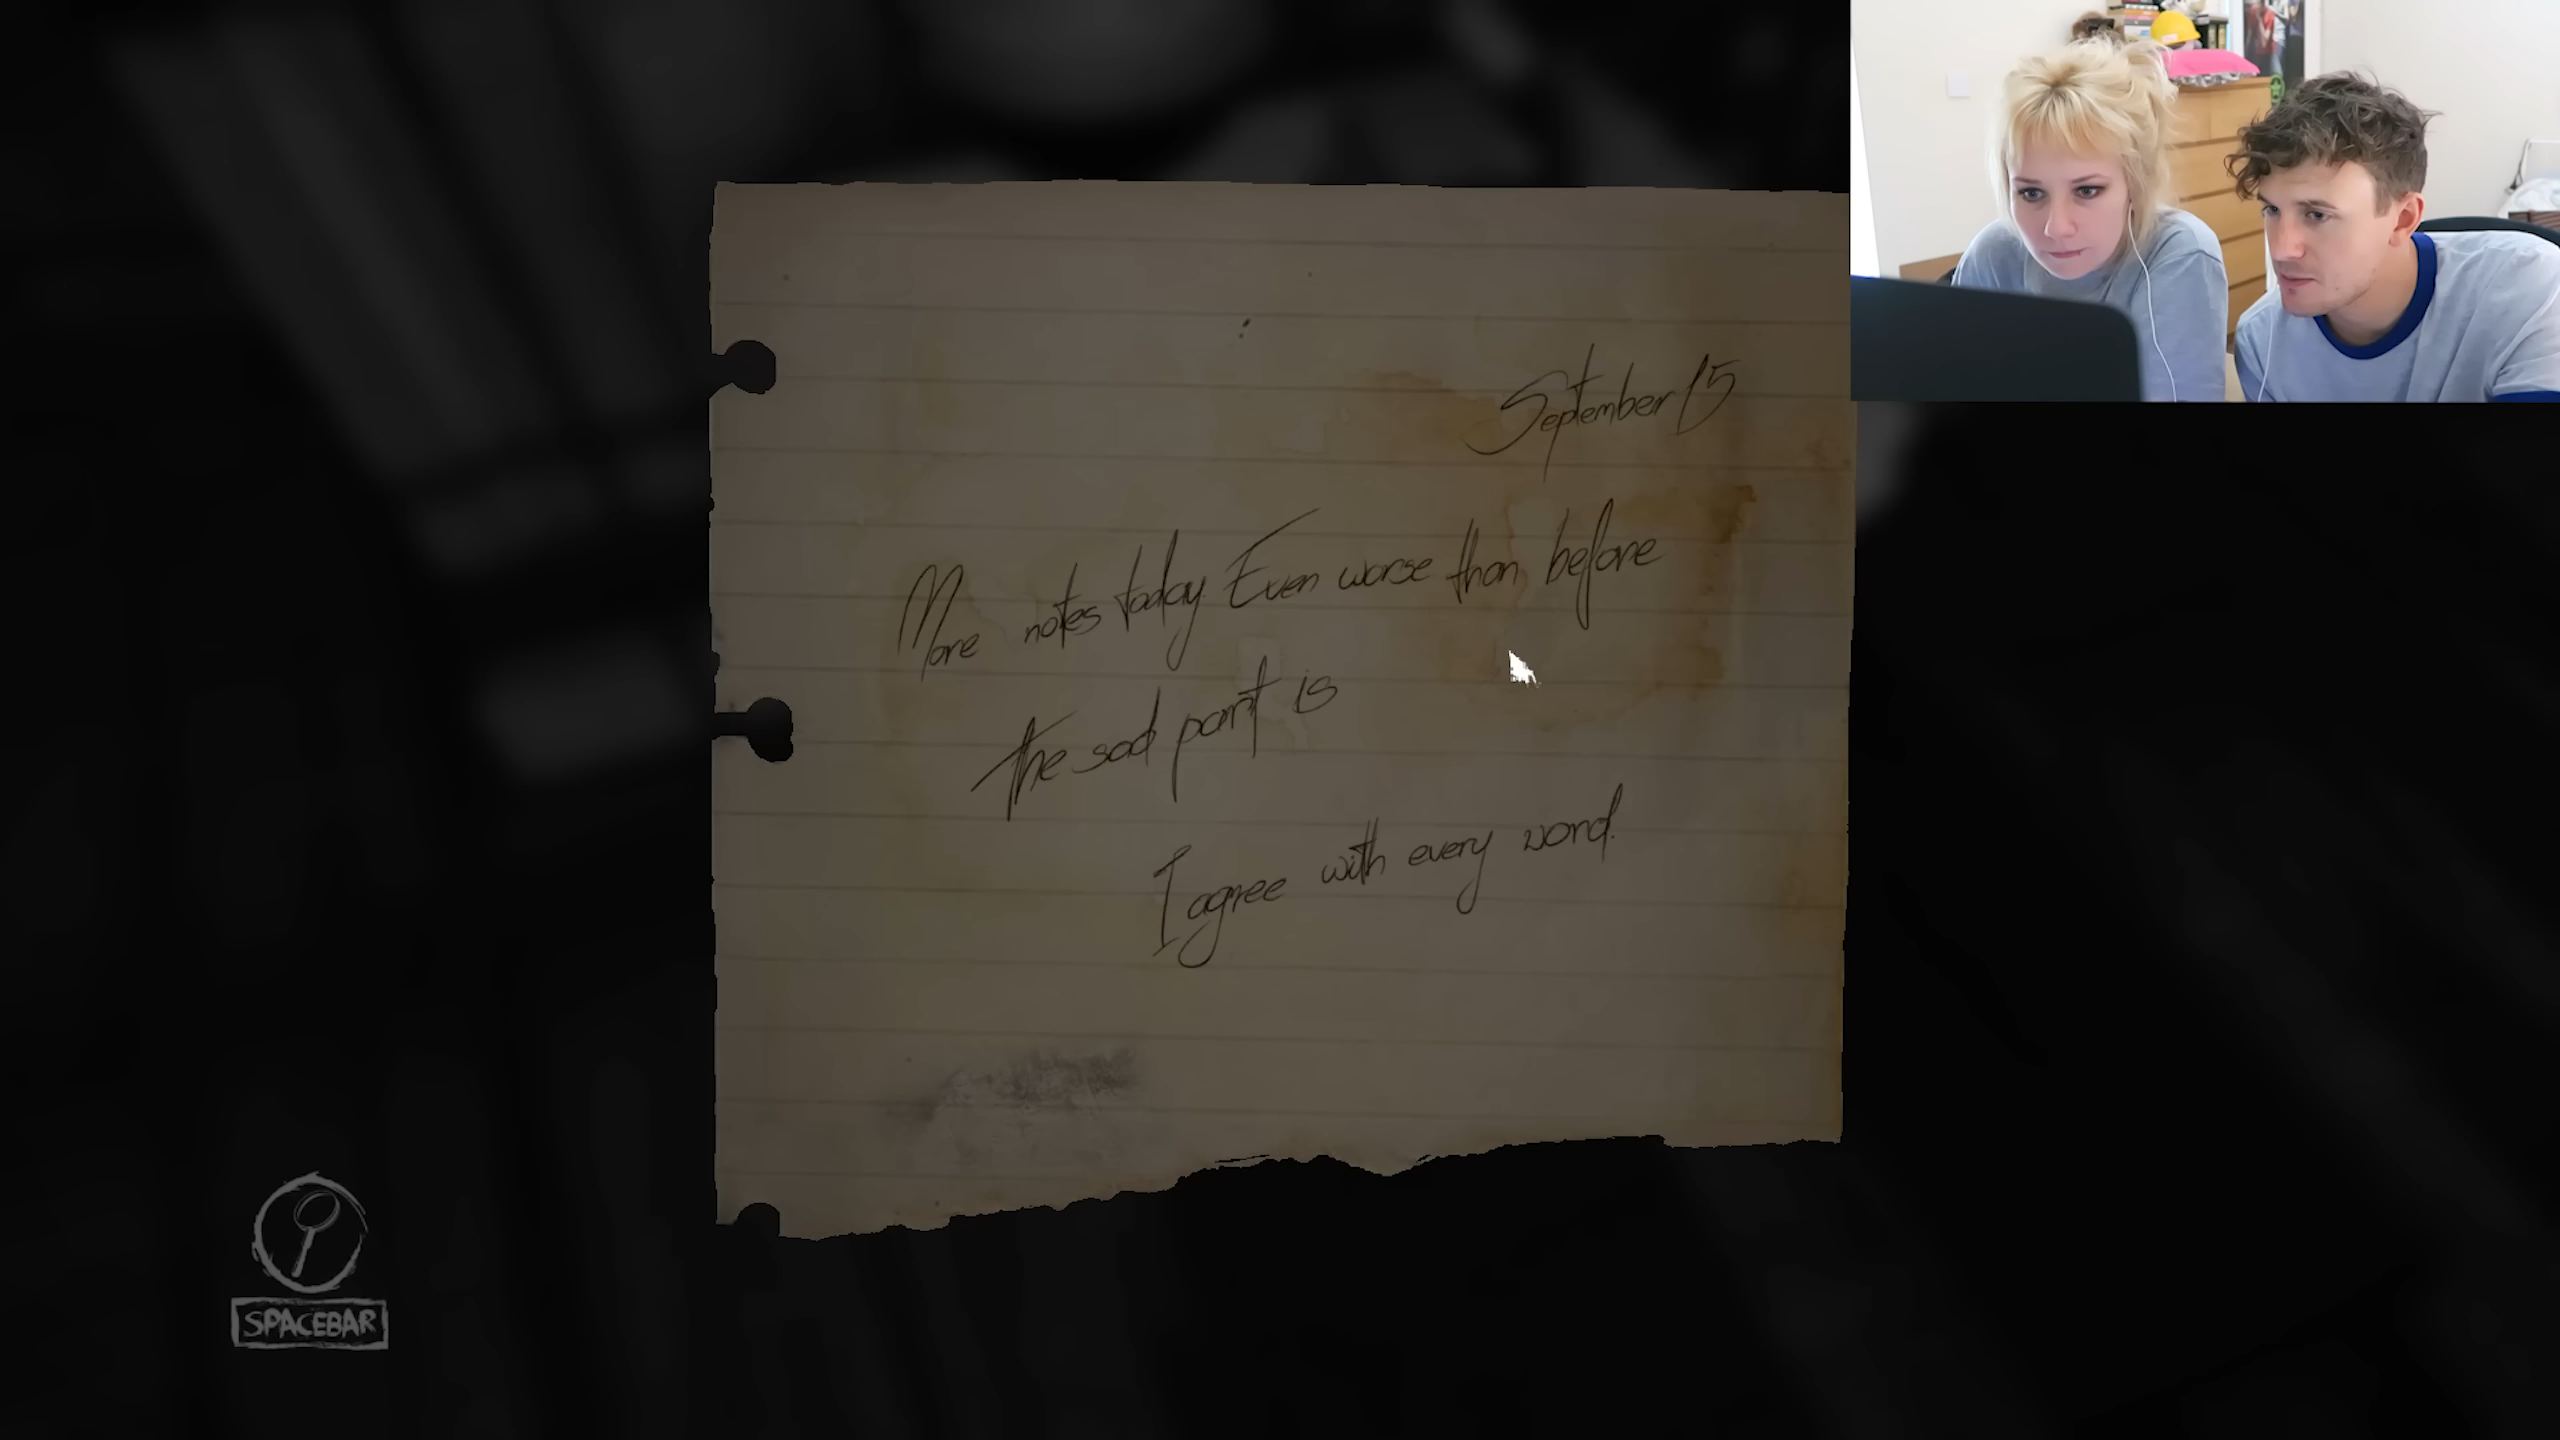 September 15
More notes today. Even worse than before
the sad part is
I agree with every word.
SPACEBAR